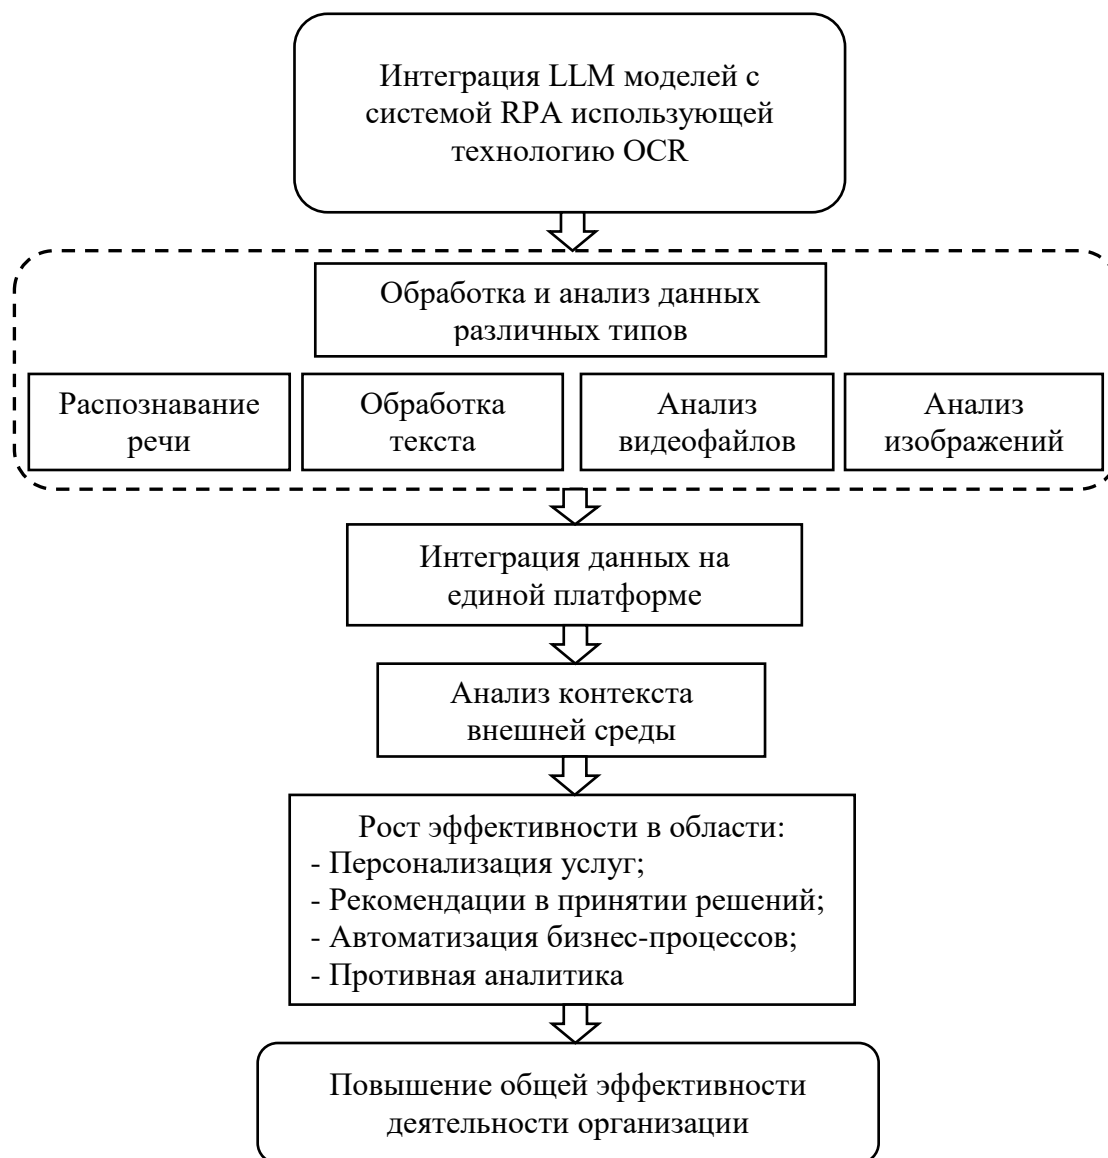 Интеграция LLM моделей с
системой RPA использующей
технологию OCR
Обработка и анализ данных
различных типов
Распознавание
речи
Обработка
текста
Анализ
видеофайлов
Анализ
изображений
Интеграция данных на
единой платформе
Анализ контекста
внешней среды
Рост эффективности в области:
- Персонализация услуг;
- Рекомендации в принятии решений;
- Автоматизация бизнес-процессов;
- Противная аналитика
Повышение общей эффективности
деятельности организации